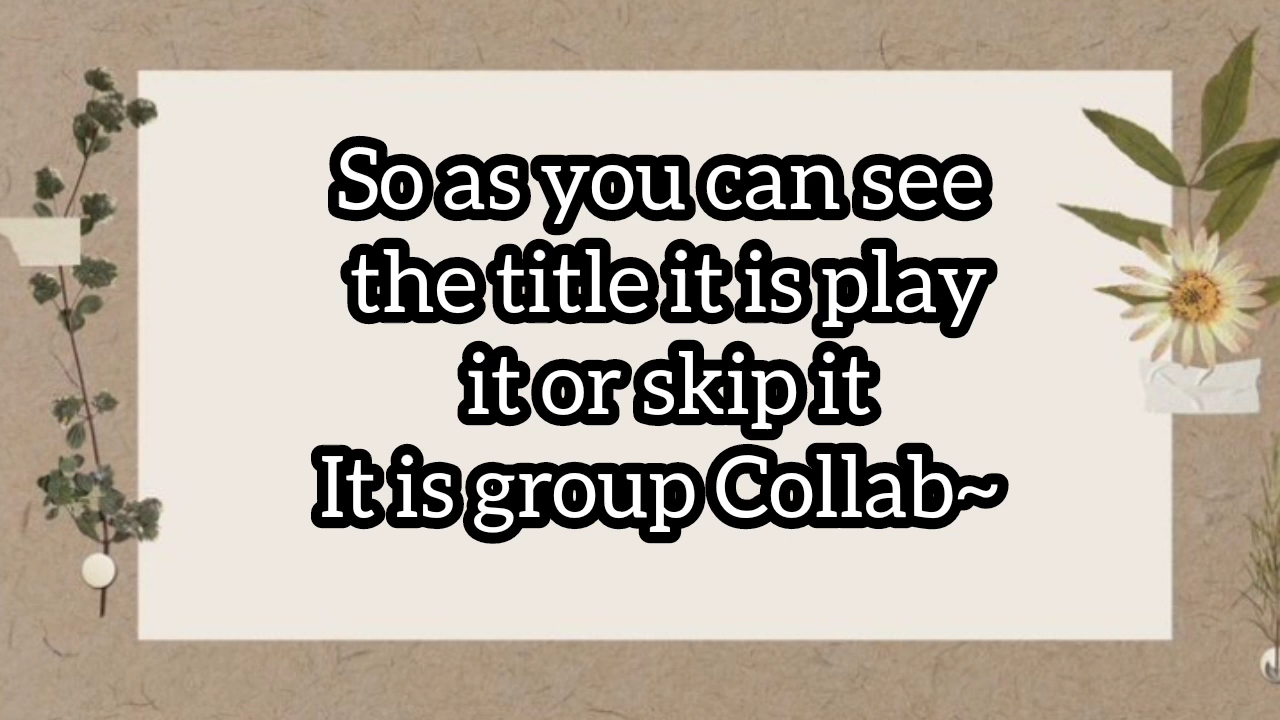 So as you can see
the title it is play
it or skip it
It is group Collab~